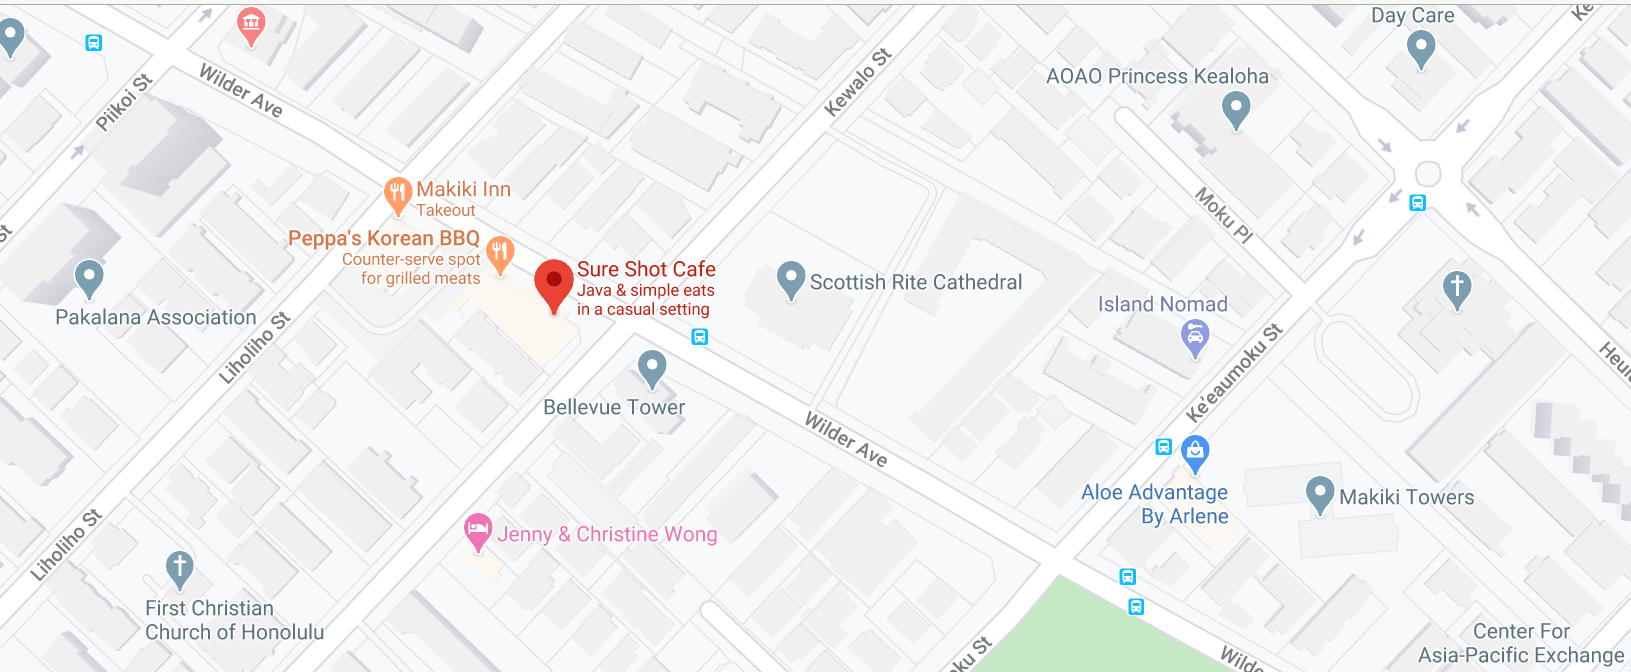 Day Care
Ke
Kewalo St
AOAO Princess Kealoha
Wilder Ave
Piikoi St
Makiki Inn
Takeout
Moku Pl
St
Peppa's Korean BBQ
Counter-serve spot
for grilled meats
Sure Shot Cafe
Java & simple eats
in a casual setting
Scottish Rite Cathedral
Pakalana Association
Island Nomad
Liholiho St
Ke'eaumoku St
Heul
Bellevue Tower
Wilder Ave
Aloe Advantage
By Arlene
Makiki Towers
Liholiho St
Jenny & Christine Wong
First Christian
Church of Honolulu
oku St
Wilde
Center For
Asia-Pacific Exchange